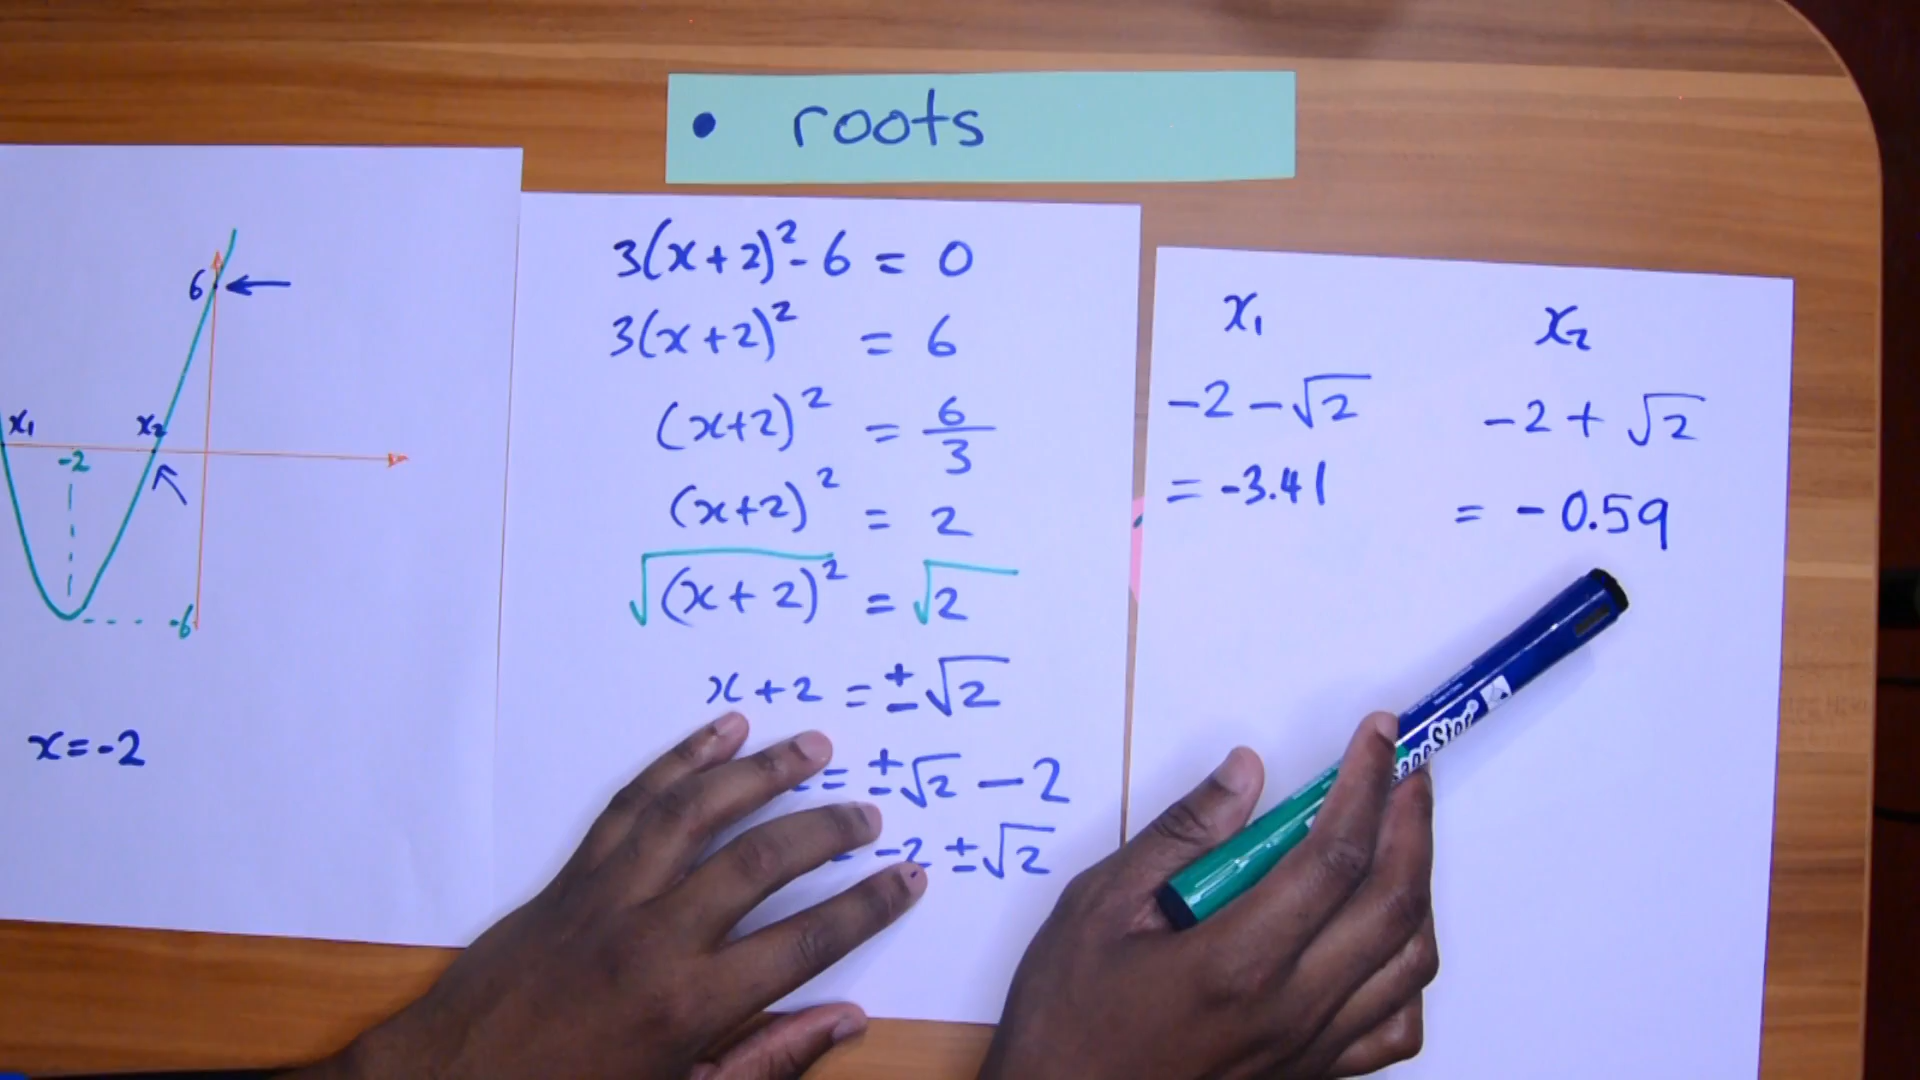 • roots
6
x₁
x₂
-2
-6
x=-2
3(x+2)²-6 = 0
3(x+2)² = 6
(x+2)² = 6/3
(x+2)² = 2
√(x+2)² = √2
x+2 = ±√2
= ±√2 -2
-2 ±√2
x₁
-2-√2
= -3.41
x₂
-2+√2
= -0.59